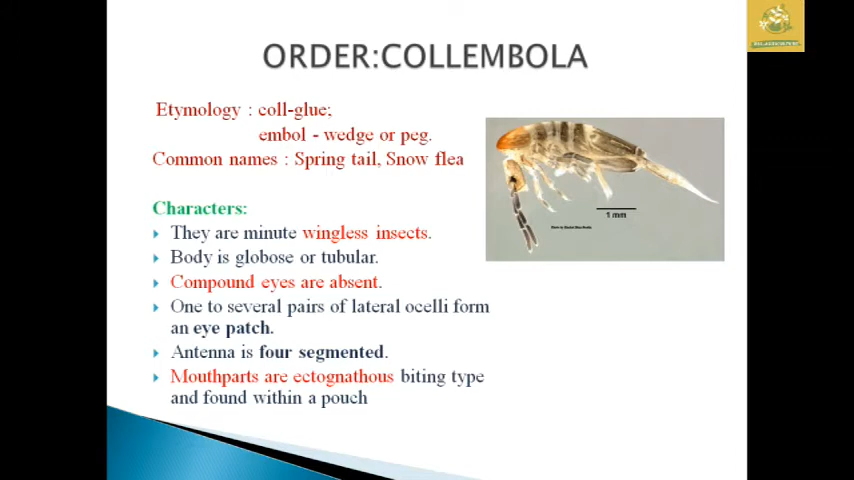 ORDER:COLLEMBOLA
Etymology : coll-glue;
embol - wedge or peg.
Common names : Spring tail, Snow flea
Characters:
They are minute wingless insects.
Body is globose or tubular.
Compound eyes are absent.
One to several pairs of lateral ocelli form
an eye patch.
Antenna is four segmented.
Mouthparts are ectognathous biting type
and found within a pouch
1 mm